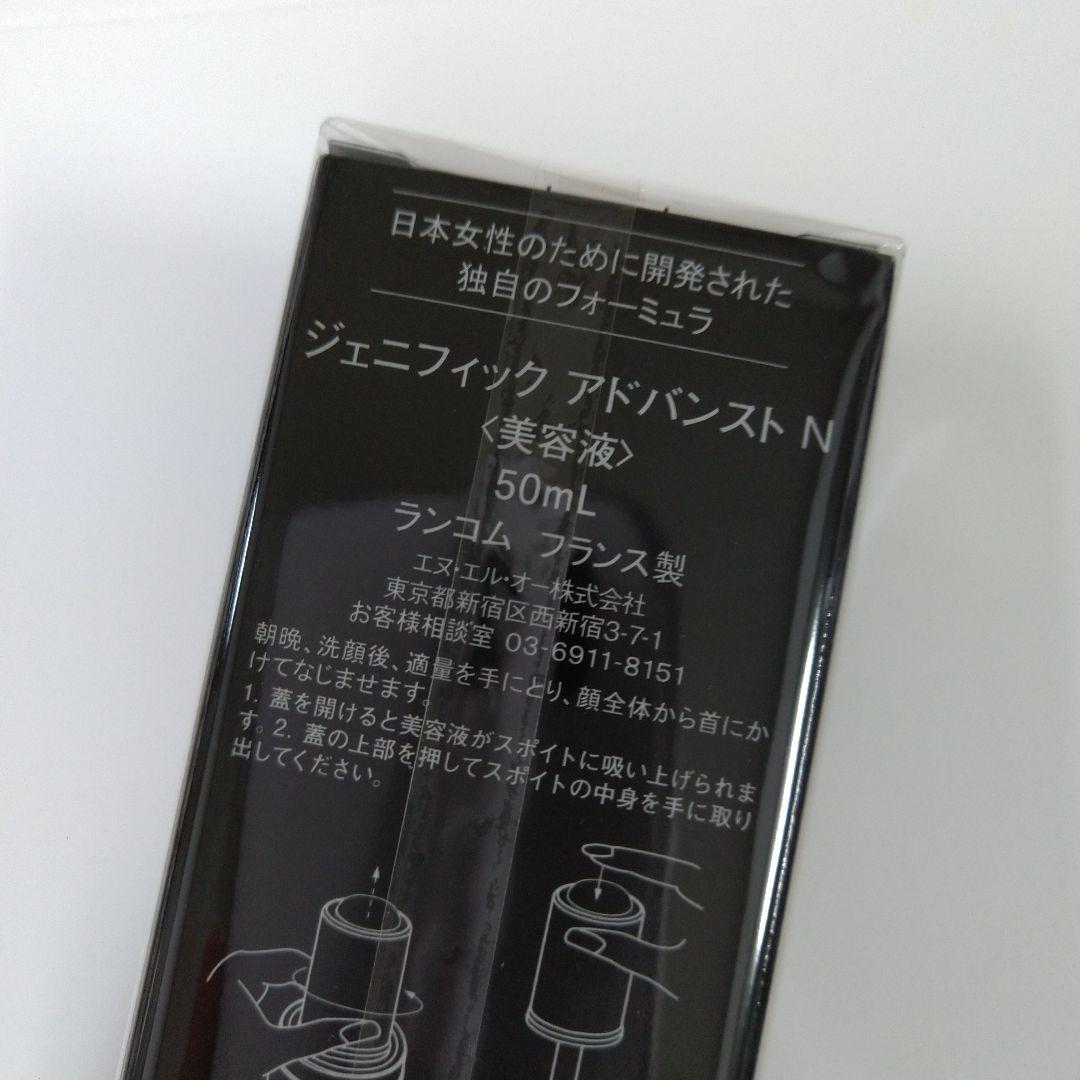 日本女性のために開発された
独自のフォーミュラ
ジェニフィック アドバンスト N
〈美容液〉
50mL
ランコム フランス製
エヌ・エル・オー株式会社
東京都新宿区西新宿3-7-1
お客様相談室 03-6911-8151
朝晩、洗顔後、適量を手にとり、顔全体から首にか
けてなじませます。
1. 蓋を開けると美容液がスポイトに吸い上げられま
す。2. 蓋の上部を押してスポイトの中身を手に取り
出してください。